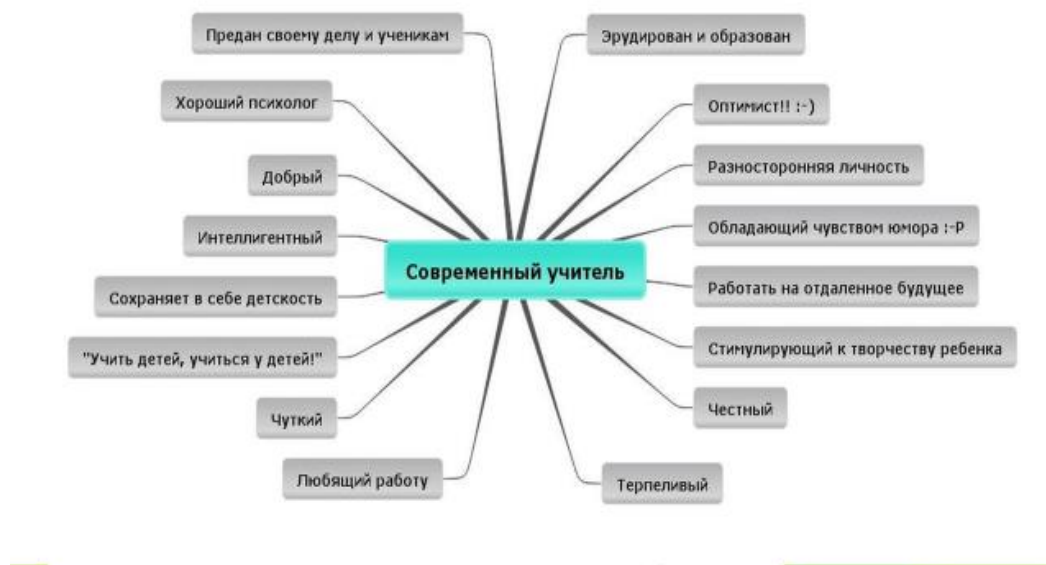 Предан своему делу и ученикам
Эрудирован и образован
Хороший психолог
Оптимист!! :-)
Добрый
Разносторонняя личность
Интеллигентный
Обладающий чувством юмора :-P
Современный учитель
Сохраняет в себе детскость
Работать на отдаленное будущее
"Учить детей, учиться у детей!"
Стимулирующий к творчеству ребенка
Чуткий
Честный
Любящий работу
Терпеливый